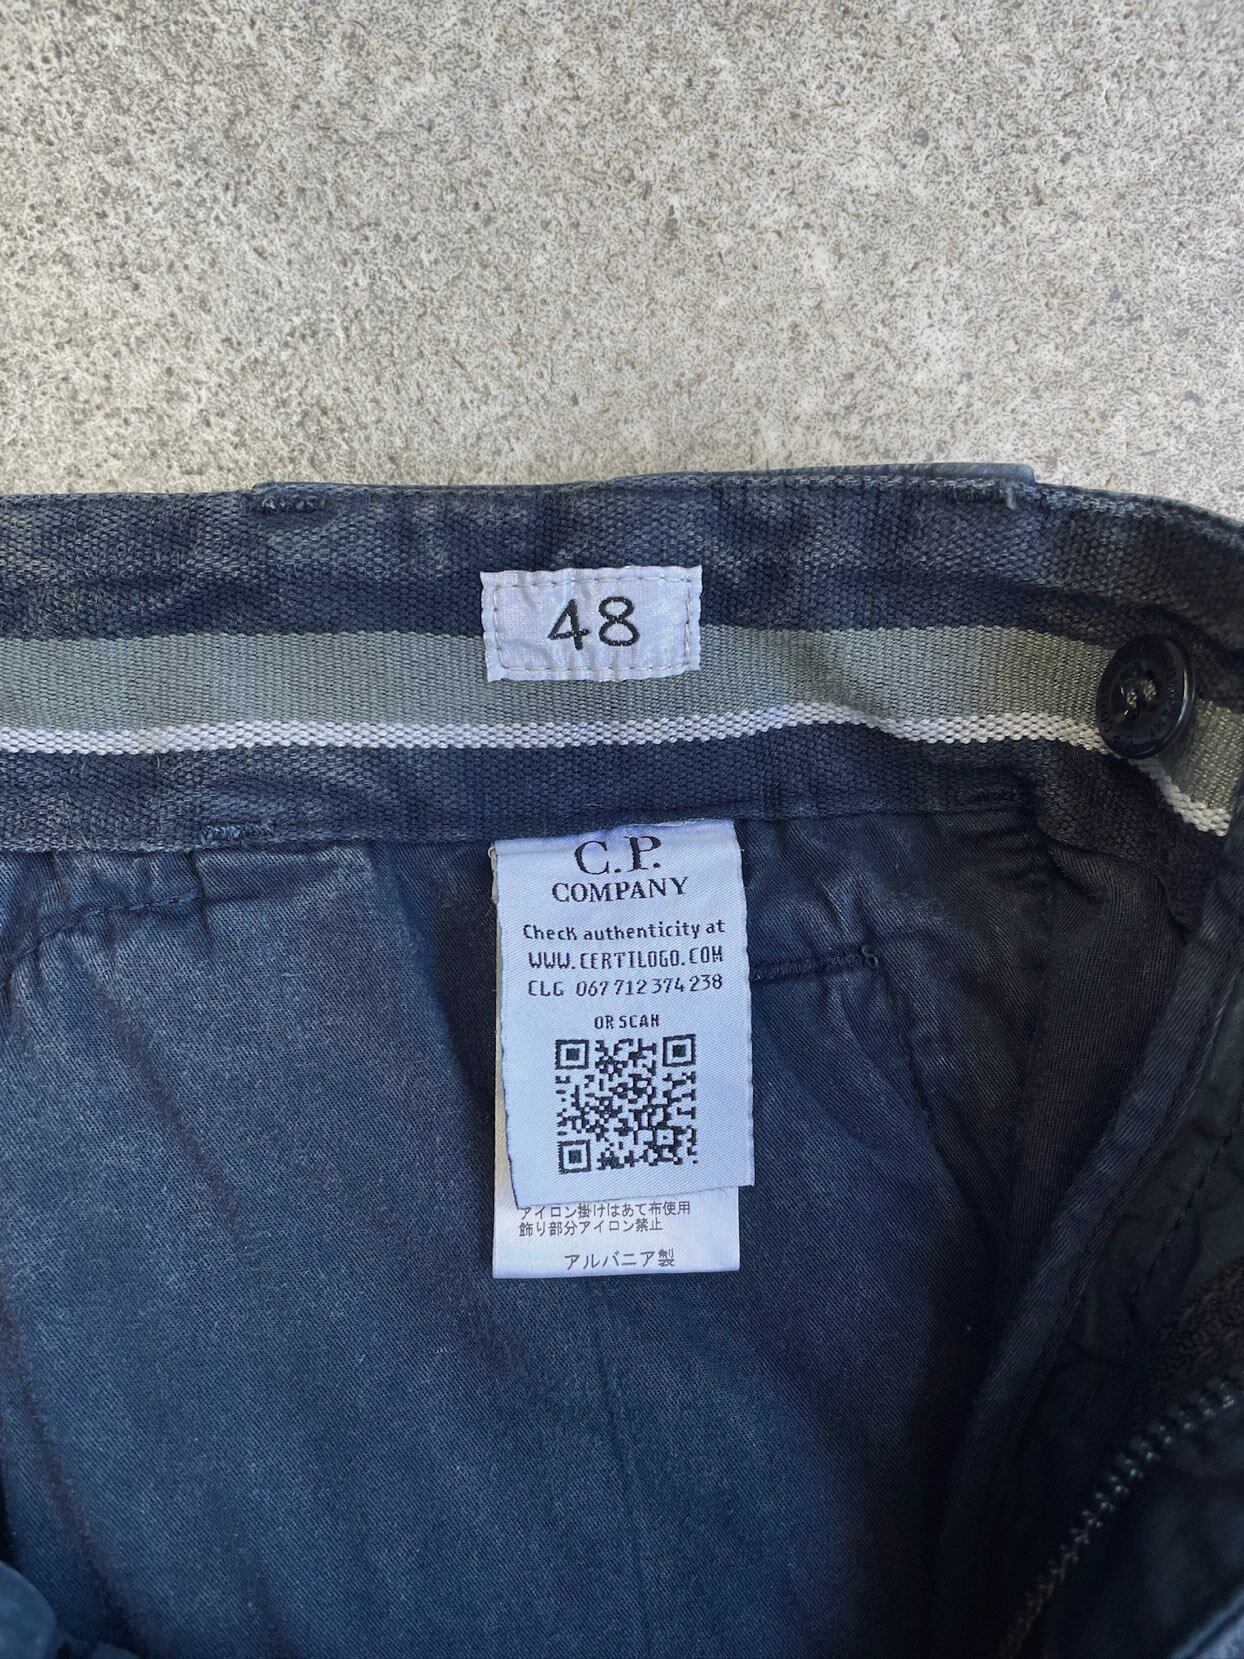 48
C.P.
COMPANY
Check authenticity at
WWW.CERTILOGO.COM
CLG 067 712 374 238
OR SCAN
アイロン掛けはあて布使用
飾り部分アイロン禁止
アルバニア製